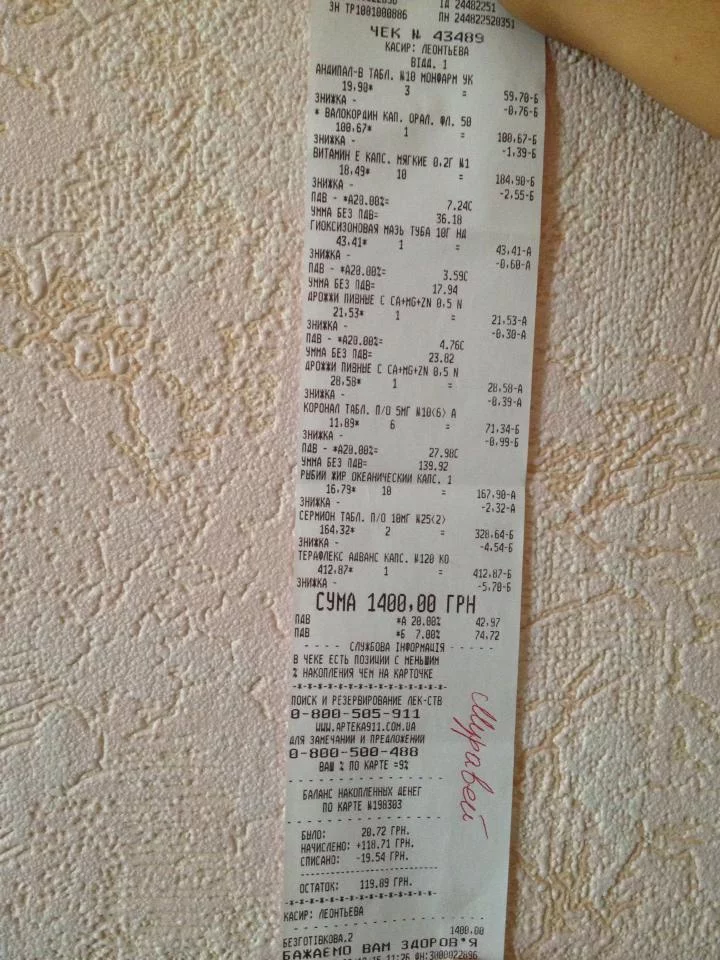 ІД 24482251
ЗН ТР1001000886 ПН 244822520351
ЧЕК № 43489
КАСИР: ЛЕОНТЬЕВА
ВІДД. 1
АНДИПАЛ-В ТАБЛ. №10 МОНФАРМ УК
19,90* 3 = 59,70-Б
ЗНИЖКА - -0,76-Б
* ВАЛОКОРДИН КАП. ОРАЛ. ФЛ. 50
100,67* 1 = 100,67-Б
ЗНИЖКА - -1,39-Б
ВИТАМИН Е КАПС. МЯГКИЕ 0,2Г №1
18,49* 10 = 184,90-Б
ЗНИЖКА - -2,55-Б
ПДВ - *А20.00%= 7.24С
УММА БЕЗ ПДВ= 36.18
ГИОКСИЗОНОВАЯ МАЗЬ ТУБА 10Г НД
43,41* 1 = 43,41-А
ЗНИЖКА - -0,60-А
ПДВ - *А20.00%= 3.59С
УММА БЕЗ ПДВ= 17.94
ДРОЖЖИ ПИВНЫЕ С CA+MG+ZN 0,5 N
21,53* 1 = 21,53-А
ЗНИЖКА - -0,30-А
ПДВ - *А20.00%= 4.76С
УММА БЕЗ ПДВ= 23.82
ДРОЖЖИ ПИВНЫЕ С CA+MG+ZN 0,5 N
28,58* 1 = 28,58-А
ЗНИЖКА - -0,39-А
КОРОНАЛ ТАБЛ. П/О 5МГ №10(6) А
11,89* 6 = 71,34-Б
ЗНИЖКА - -0,99-Б
ПДВ - *А20.00%= 27.98С
УММА БЕЗ ПДВ= 139.92
РЫБИЙ ЖИР ОКЕАНИЧЕСКИЙ КАПС. 1
16,79* 10 = 167,90-А
ЗНИЖКА - -2,32-А
СЕРМИОН ТАБЛ. П/О 10МГ №25(2)
164,32* 2 = 328,64-Б
ЗНИЖКА - -4,54-Б
ТЕРАФЛЕКС АДВАНС КАПС. №120 КО
412,87* 1 = 412,87-Б
ЗНИЖКА - -5,70-Б
СУМА 1400,00 ГРН
ПДВ *А 20.00% 42,97
ПДВ *Б 7.00% 74,72
- - - - СЛУЖБОВА ІНФОРМАЦІЯ - - - - -
В ЧЕКЕ ЕСТЬ ПОЗИЦИИ С МЕНЬШИМ
% НАКОПЛЕНИЯ ЧЕМ НА КАРТОЧКЕ
ПОИСК И РЕЗЕРВИРОВАНИЕ ЛЕК-СТВ
0-800-505-911
WWW.APTEKA911.COM.UA
ДЛЯ ЗАМЕЧАНИЙ И ПРЕДЛОЖЕНИЙ
0-800-500-488
ВАШ % ПО КАРТЕ =9%
БАЛАНС НАКОПЛЕННЫХ ДЕНЕГ
ПО КАРТЕ №198303
БЫЛО: 20.72 ГРН.
НАЧИСЛЕНО: +118.71 ГРН.
СПИСАНО: -19.54 ГРН.
ОСТАТОК: 119.89 ГРН.
КАСИР: ЛЕОНТЬЕВА
БЕЗГОТІВКОВА.2 1400,00
БАЖАЄМО ВАМ ЗДОРОВ'Я
11:26 ФН:3000022896
Муравей